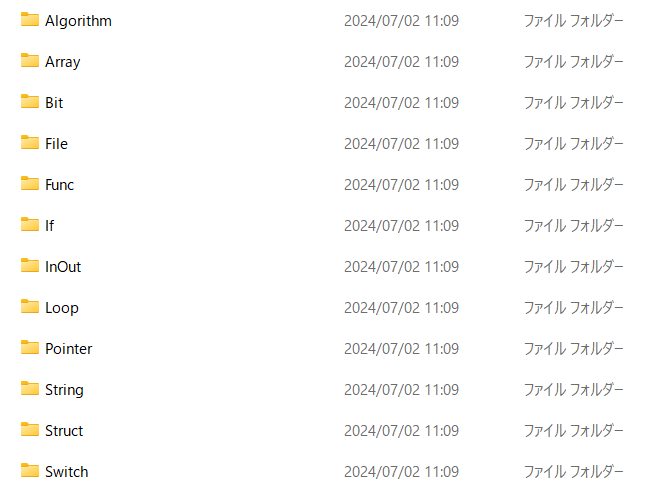 Algorithm 2024/07/02 11:09 ファイル フォルダー
Array 2024/07/02 11:09 ファイル フォルダー
Bit 2024/07/02 11:09 ファイル フォルダー
File 2024/07/02 11:09 ファイル フォルダー
Func 2024/07/02 11:09 ファイル フォルダー
If 2024/07/02 11:09 ファイル フォルダー
InOut 2024/07/02 11:09 ファイル フォルダー
Loop 2024/07/02 11:09 ファイル フォルダー
Pointer 2024/07/02 11:09 ファイル フォルダー
String 2024/07/02 11:09 ファイル フォルダー
Struct 2024/07/02 11:09 ファイル フォルダー
Switch 2024/07/02 11:09 ファイル フォルダー